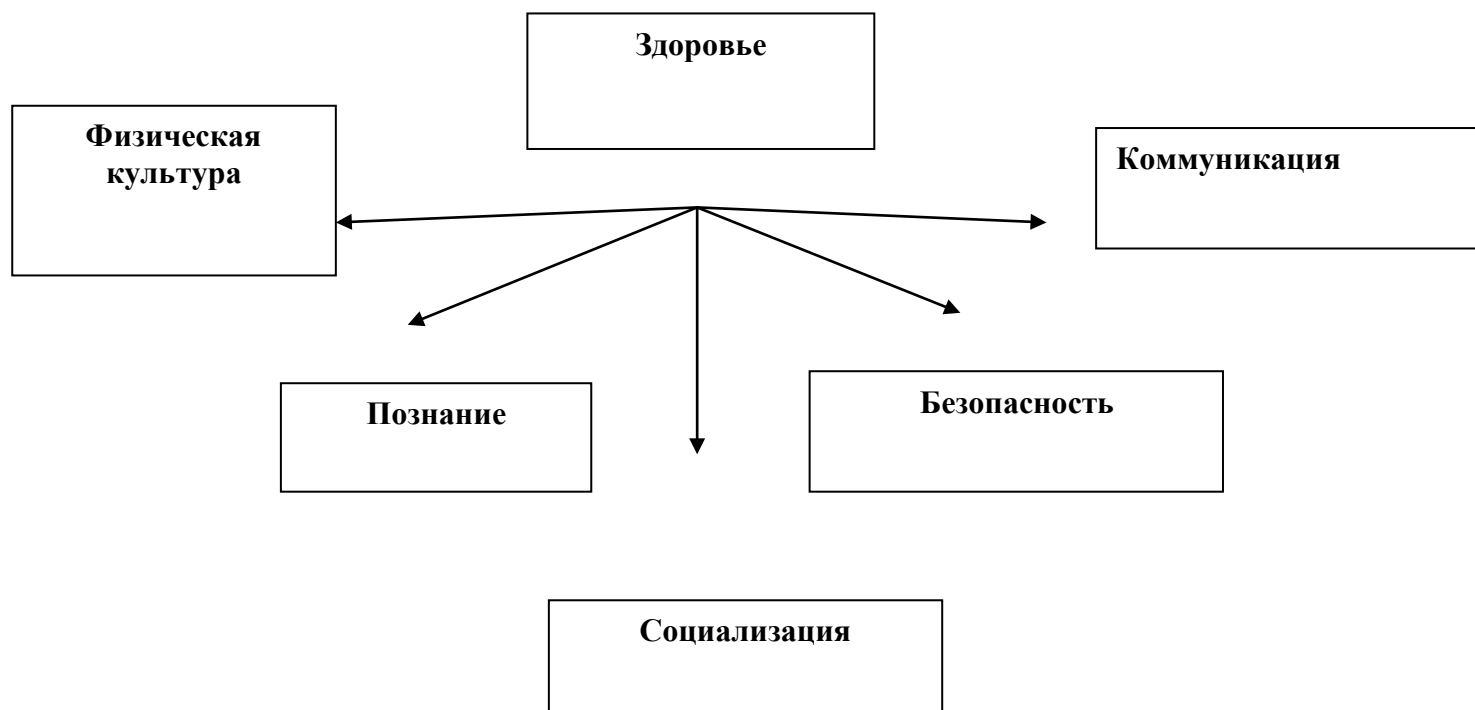 Здоровье
Физическая
культура
Коммуникация
Познание
Безопасность
Социализация